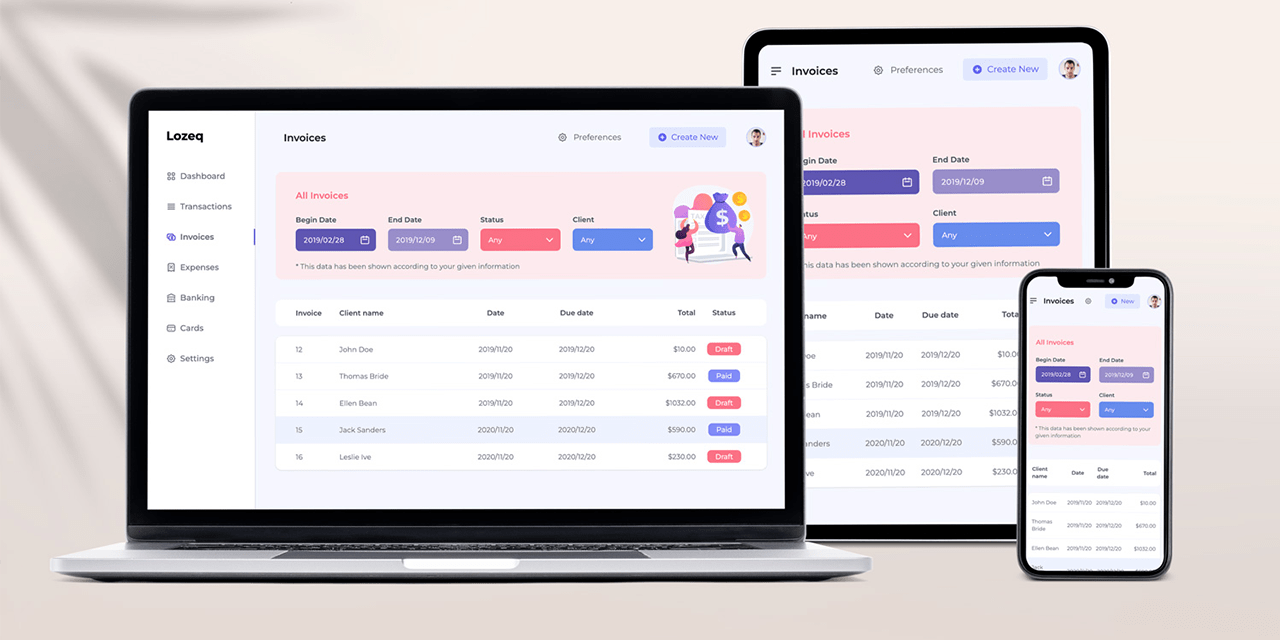 Lozeq
Dashboard
Transactions
Invoices
Expenses
Banking
Cards
Settings
Invoices
Preferences
Create New
All Invoices
Begin Date End Date Status Client
2019/02/28 2019/12/09 Any Any
* This data has been shown according to your given information
TAX
$
Invoice Client name Date Due date Total Status
12 John Doe 2019/11/20 2019/12/20 $10.00 Draft
13 Thomas Bride 2019/11/20 2019/12/20 $670.00 Paid
14 Ellen Bean 2019/11/20 2019/12/20 $1032.00 Draft
15 Jack Sanders 2020/11/20 2020/12/20 $590.00 Paid
16 Leslie Ive 2020/11/20 2020/12/20 $230.00 Draft
Invoices Preferences Create New
Invoices
gin Date End Date
2019/02/28 2019/12/09
atus Client
Any Any
his data has been shown according to your given information
name Date Due date Tota
oe 2019/11/20 2019/12/20 $10.0
s Bride 2019/11/20 2019/12/20 $670.0
ean 2019/11/20 2019/12/20 $1032.0
anders 2020/11/20 2020/12/20 $590.0
ve 2020/11/20 2020/12/20 $230.0
Invoices New
All Invoices
Begin Date End Date
2019/02/28 2019/12/09
Status Client
Any Any
* This data has been shown according to your
given information
Client name Date Due date Total
John Doe 2019/11/20 2019/12/20 $10.00
Thomas Bride 2019/11/20 2019/12/20 $670.00
Ellen Bean 2019/11/20 2019/12/20 $1032.00
Jack